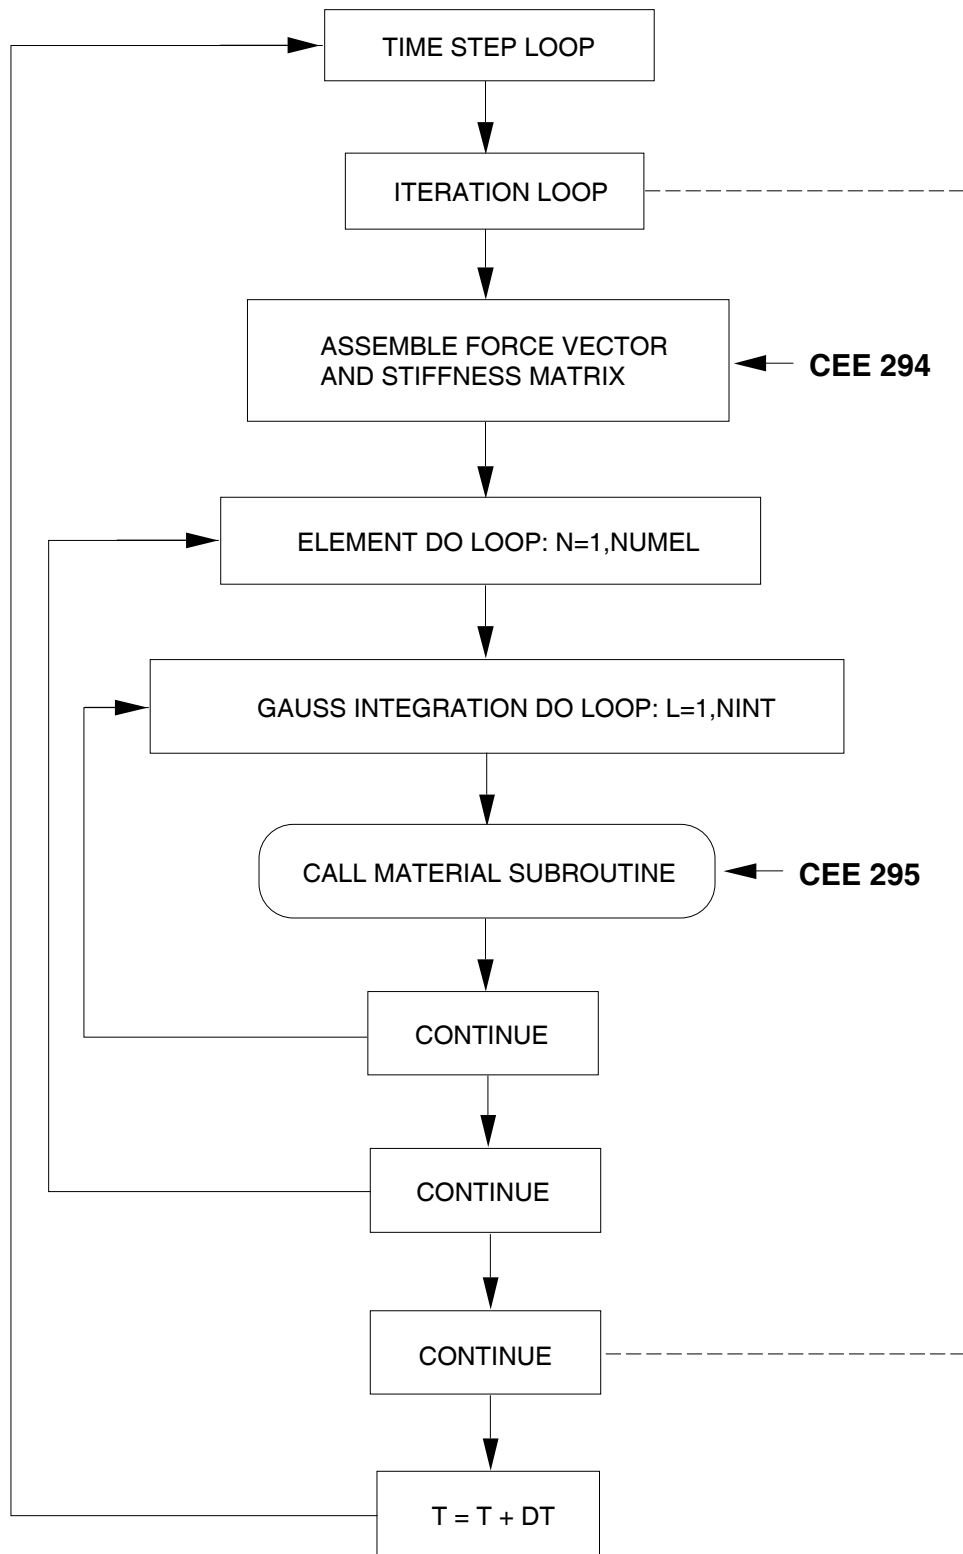 TIME STEP LOOP
ITERATION LOOP
ASSEMBLE FORCE VECTOR
AND STIFFNESS MATRIX
CEE 294
ELEMENT DO LOOP: N=1,NUMEL
GAUSS INTEGRATION DO LOOP: L=1,NINT
CALL MATERIAL SUBROUTINE
CEE 295
CONTINUE
CONTINUE
CONTINUE
T = T + DT